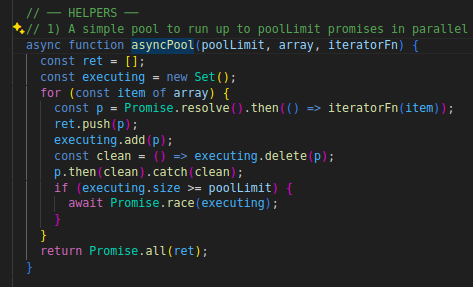 // — HELPERS —
// 1) A simple pool to run up to poolLimit promises in parallel
async function asyncPool(poolLimit, array, iteratorFn) {
const ret = [];
const executing = new Set();
for (const item of array) {
const p = Promise.resolve().then(() => iteratorFn(item));
ret.push(p);
executing.add(p);
const clean = () => executing.delete(p);
p.then(clean).catch(clean);
if (executing.size >= poolLimit) {
await Promise.race(executing);
}
}
return Promise.all(ret);
}